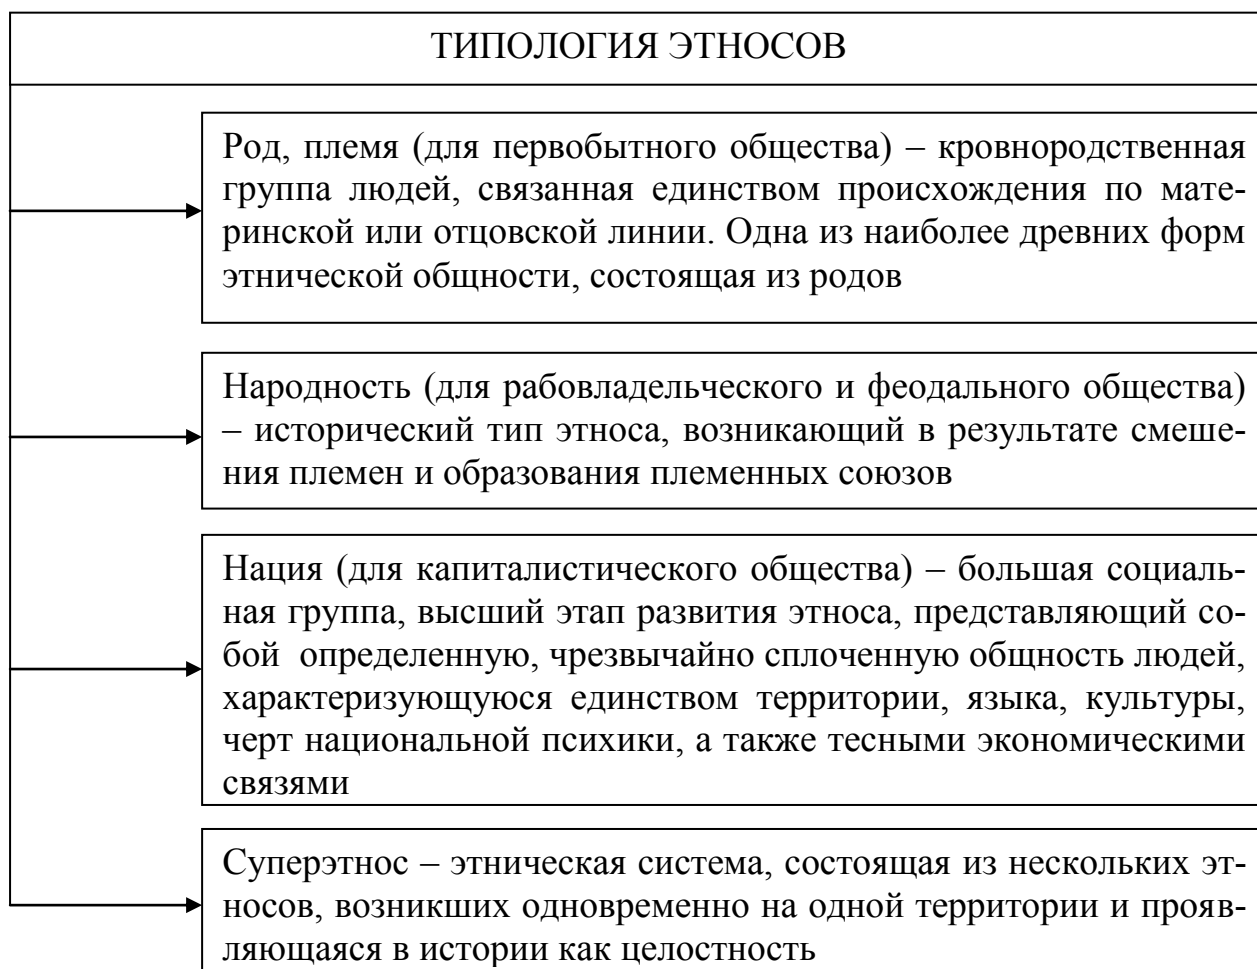 ТИПОЛОГИЯ ЭТНОСОВ
Род, племя (для первобытного общества) – кровнородственная
группа людей, связанная единством происхождения по мате-
ринской или отцовской линии. Одна из наиболее древних форм
этнической общности, состоящая из родов
Народность (для рабовладельческого и феодального общества)
– исторический тип этноса, возникающий в результате смеше-
ния племен и образования племенных союзов
Нация (для капиталистического общества) – большая социаль-
ная группа, высший этап развития этноса, представляющий со-
бой определенную, чрезвычайно сплоченную общность людей,
характеризующуюся единством территории, языка, культуры,
черт национальной психики, а также тесными экономическими
связями
Суперэтнос – этническая система, состоящая из нескольких эт-
носов, возникших одновременно на одной территории и прояв-
ляющаяся в истории как целостность